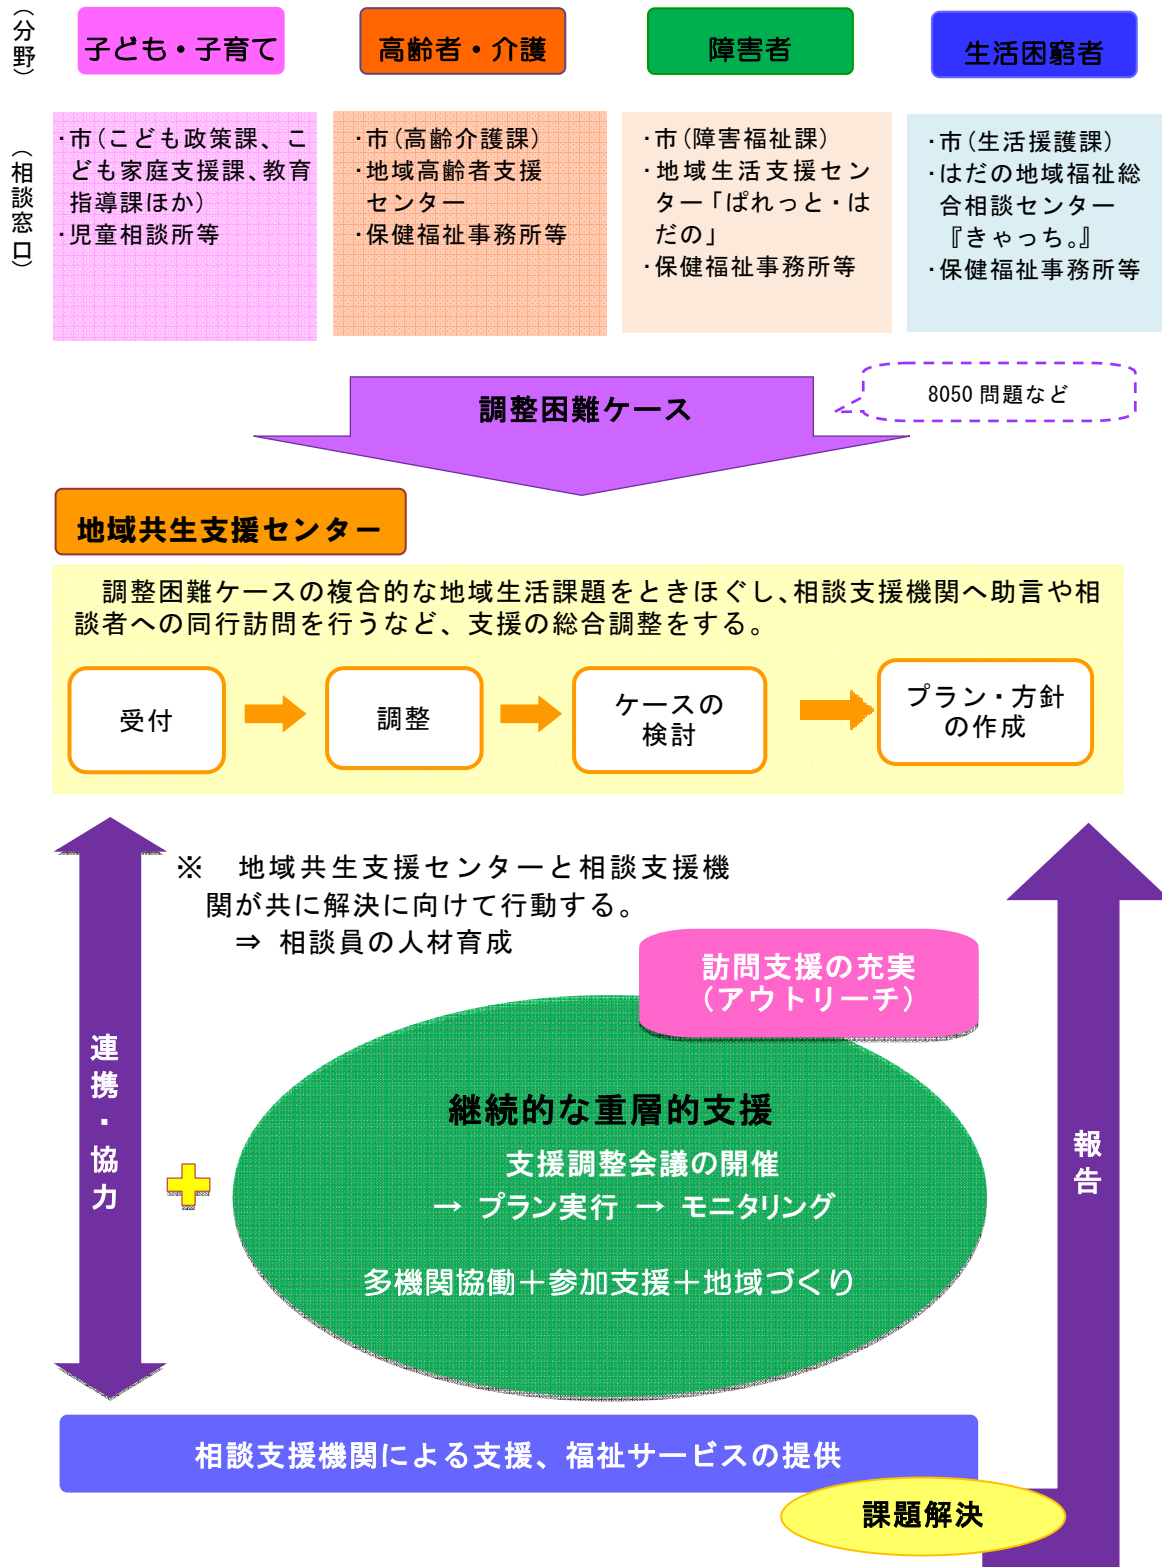 （分野）
子ども・子育て
高齢者・介護
障害者
生活困窮者
（相談窓口）
・市（こども政策課、こ
ども家庭支援課、教育
指導課ほか）
・児童相談所等
・市（高齢介護課）
・地域高齢者支援
センター
・保健福祉事務所等
・市（障害福祉課）
・地域生活支援セン
ター「ぱれっと・は
だの」
・保健福祉事務所等
・市（生活援護課）
・はだの地域福祉総
合相談センター
『きゃっち。』
・保健福祉事務所等
調整困難ケース
8050 問題など
地域共生支援センター
調整困難ケースの複合的な地域生活課題をときほぐし、相談支援機関へ助言や相
談者への同行訪問を行うなど、支援の総合調整をする。
受付
調整
ケースの
検討
プラン・方針
の作成
※　地域共生支援センターと相談支援機
関が共に解決に向けて行動する。
⇒ 相談員の人材育成
訪問支援の充実
（アウトリーチ）
連携・協力
継続的な重層的支援
支援調整会議の開催
→ プラン実行 → モニタリング
多機関協働＋参加支援＋地域づくり
報告
相談支援機関による支援、福祉サービスの提供
課題解決